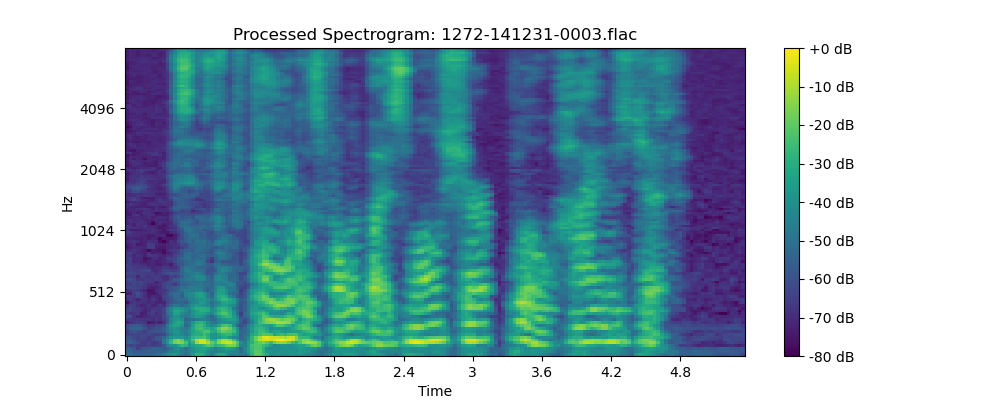 Processed Spectrogram: 1272-141231-0003.flac
Hz
4096
2048
1024
512
0
0 0.6 1.2 1.8 2.4 3 3.6 4.2 4.8
Time
+0 dB
-10 dB
-20 dB
-30 dB
-40 dB
-50 dB
-60 dB
-70 dB
-80 dB